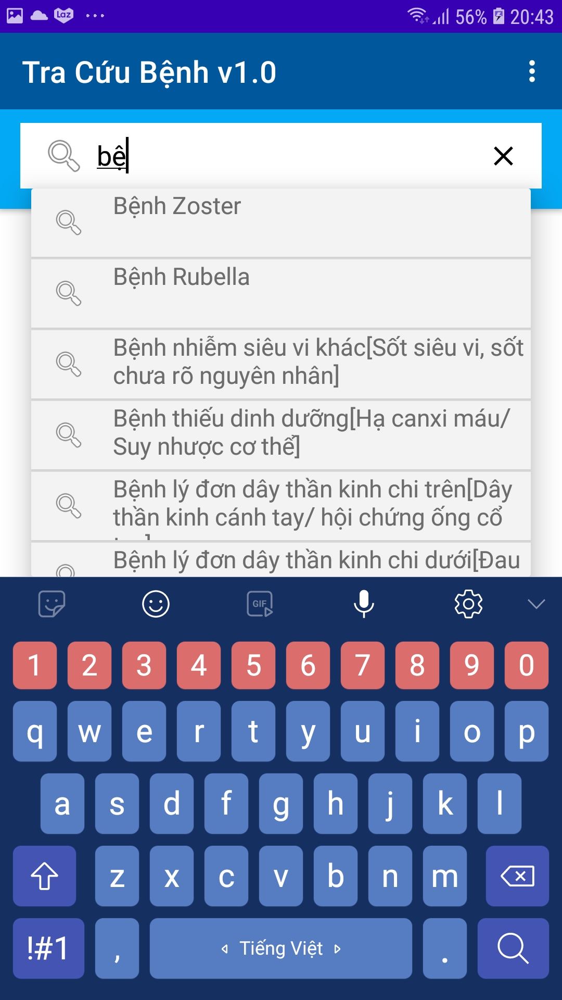 Laz
56%
20:43
Tra Cứu Bệnh v1.0
bệ
Bệnh Zoster
Bệnh Rubella
Bệnh nhiễm siêu vi khác[Sốt siêu vi, sốt
chưa rõ nguyên nhân]
Bệnh thiếu dinh dưỡng[Hạ canxi máu/
Suy nhược cơ thể]
Bệnh lý đơn dây thần kinh chi trên[Dây
thần kinh cánh tay/ hội chứng ống cổ
Bệnh lý đơn dây thần kinh chi dưới[Đau
GIF
1 2 3 4 5 6 7 8 9 0
q w e r t y u i o p
a s d f g h j k l
z x c v b n m
!#1 , Tiếng Việt .